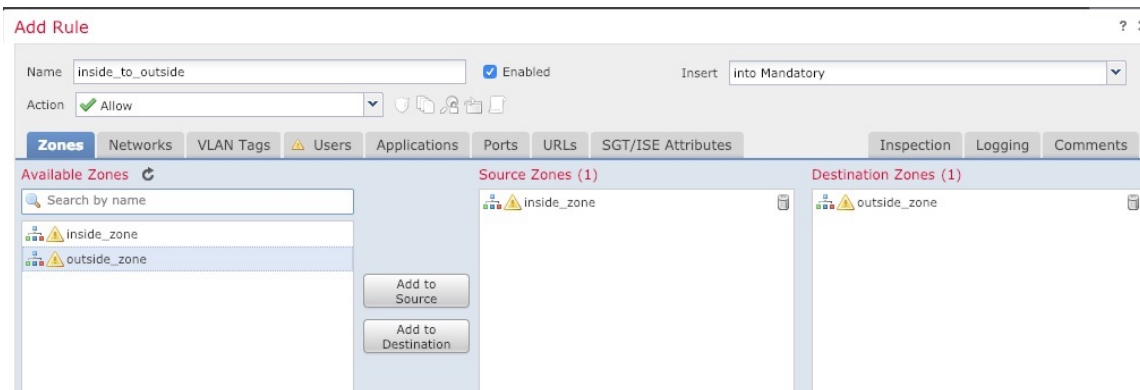 Add Rule
?
Name inside_to_outside Enabled Insert into Mandatory
Action Allow
Zones Networks VLAN Tags Users Applications Ports URLs SGT/ISE Attributes Inspection Logging Comments
Available Zones Source Zones (1) Destination Zones (1)
Search by name inside_zone outside_zone
inside_zone
outside_zone
Add to
Source
Add to
Destination